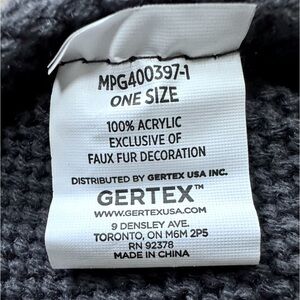 MPG400397-1
ONE SIZE
100% ACRYLIC
EXCLUSIVE OF
FAUX FUR DECORATION
DISTRIBUTED BY GERTEX USA INC.
GERTEX™
WWW.GERTEXUSA.COM
9 DENSLEY AVE.
TORONTO, ON M6M 2P5
RN 92378
MADE IN CHINA